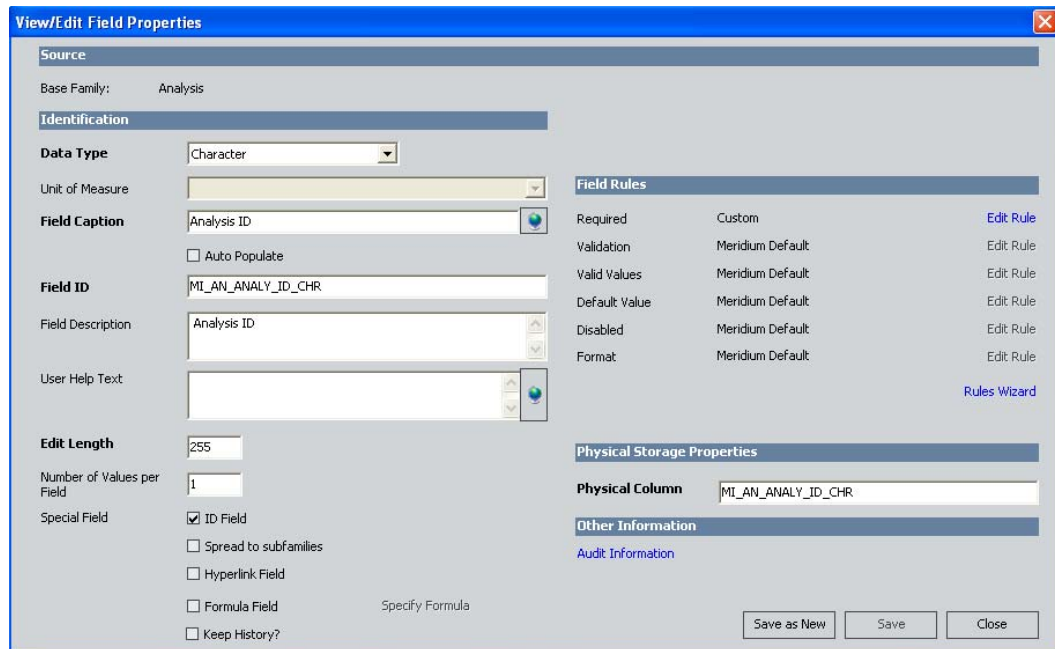 View/Edit Field Properties
Source
Base Family: Analysis
Identification
Data Type Character
Unit of Measure
Field Caption Analysis ID
Auto Populate
Field ID MI_AN_ANALY_ID_CHR
Field Description Analysis ID
User Help Text
Edit Length 255
Number of Values per
Field 1
Special Field ID Field
Spread to subfamilies
Hyperlink Field
Formula Field Specify Formula
Keep History?
Field Rules
Required Custom Edit Rule
Validation Meridium Default Edit Rule
Valid Values Meridium Default Edit Rule
Default Value Meridium Default Edit Rule
Disabled Meridium Default Edit Rule
Format Meridium Default Edit Rule
Rules Wizard
Physical Storage Properties
Physical Column MI_AN_ANALY_ID_CHR
Other Information
Audit Information
Save as New Save Close